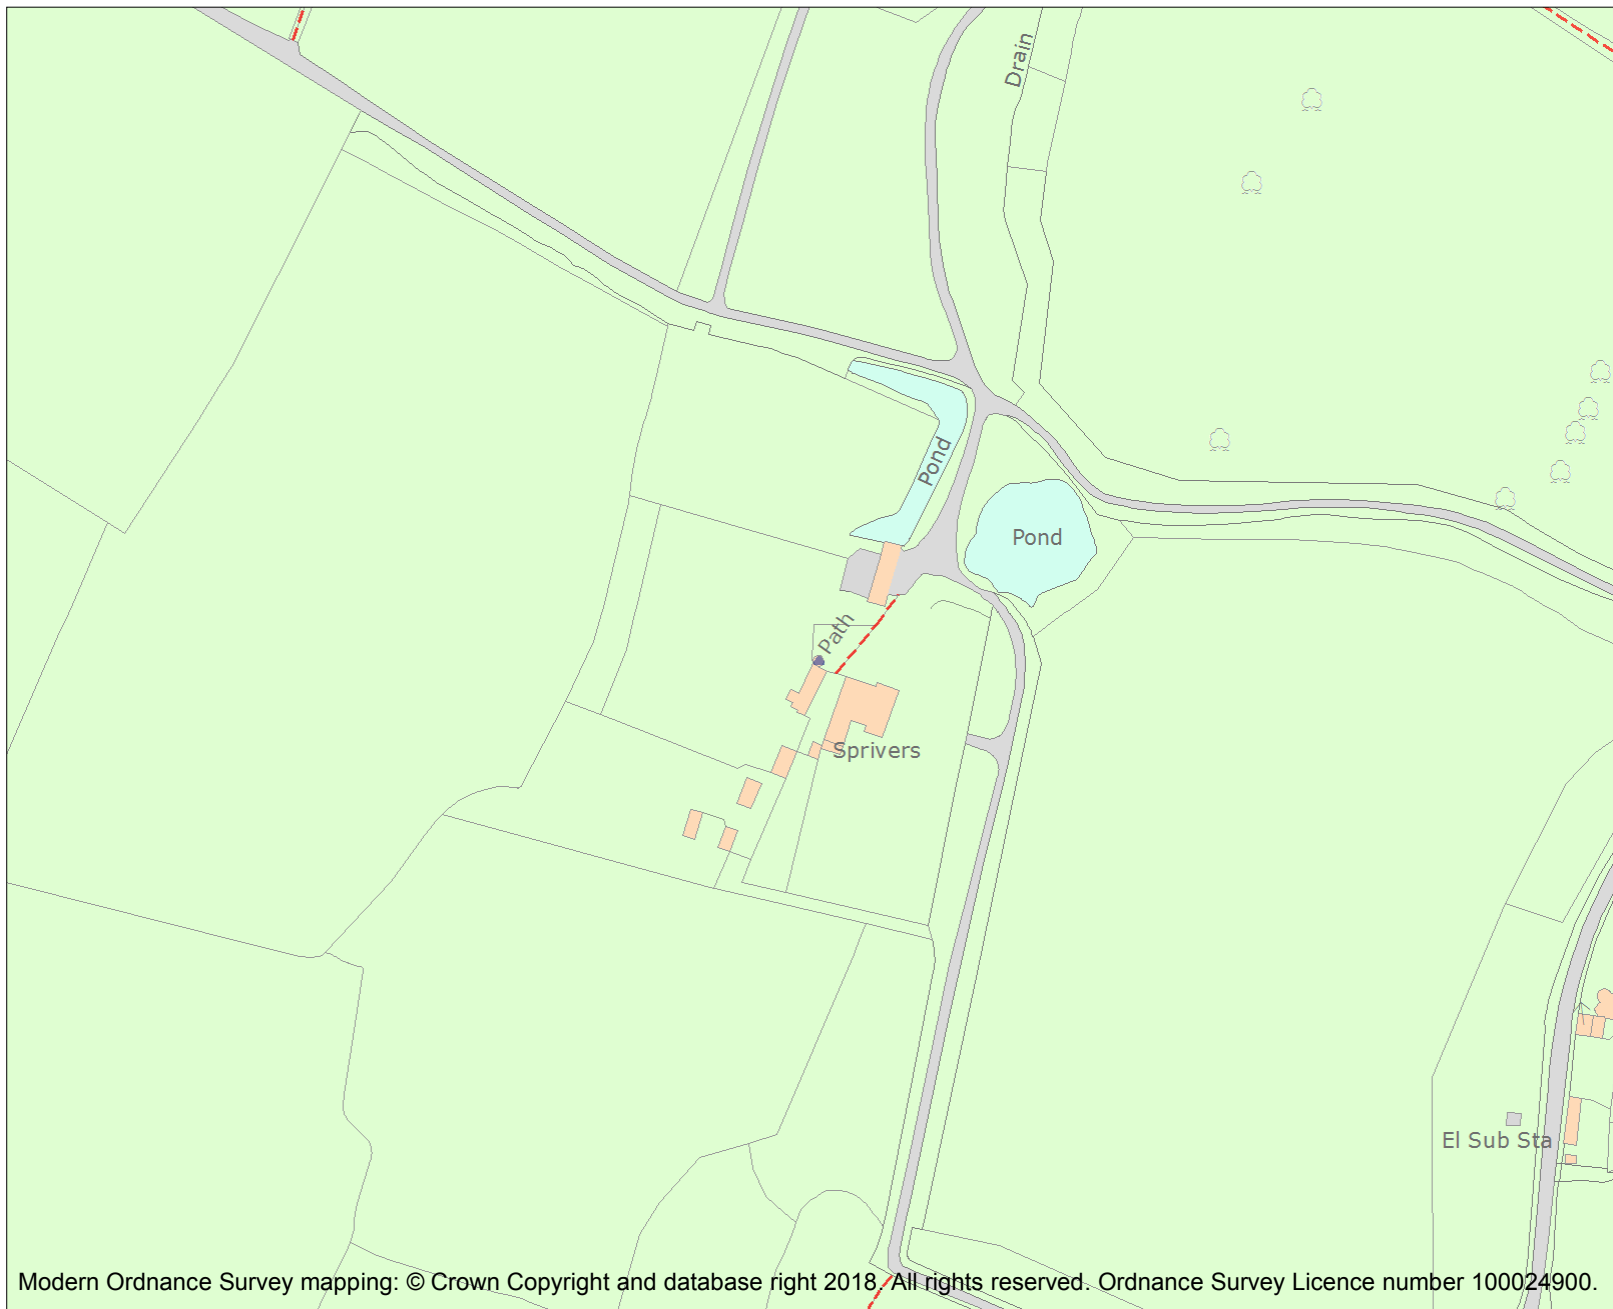 Drain
Pond
Pond
Path
Sprivers
El Sub Sta
Modern Ordnance Survey mapping: © Crown Copyright and database right 2018. All rights reserved. Ordnance Survey Licence number 100024900.